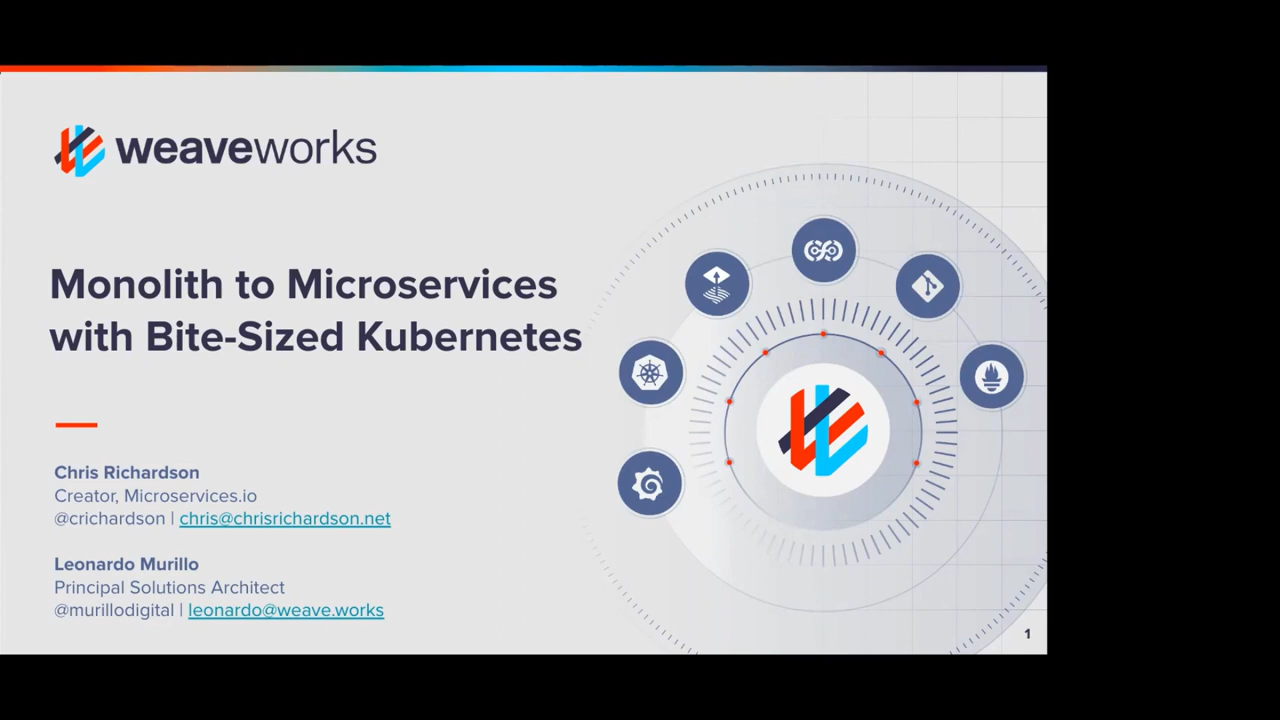 weaveworks
Monolith to Microservices
with Bite-Sized Kubernetes
Chris Richardson
Creator, Microservices.io
@crichardson | chris@chrisrichardson.net
Leonardo Murillo
Principal Solutions Architect
@murillodigital | leonardo@weave.works
1